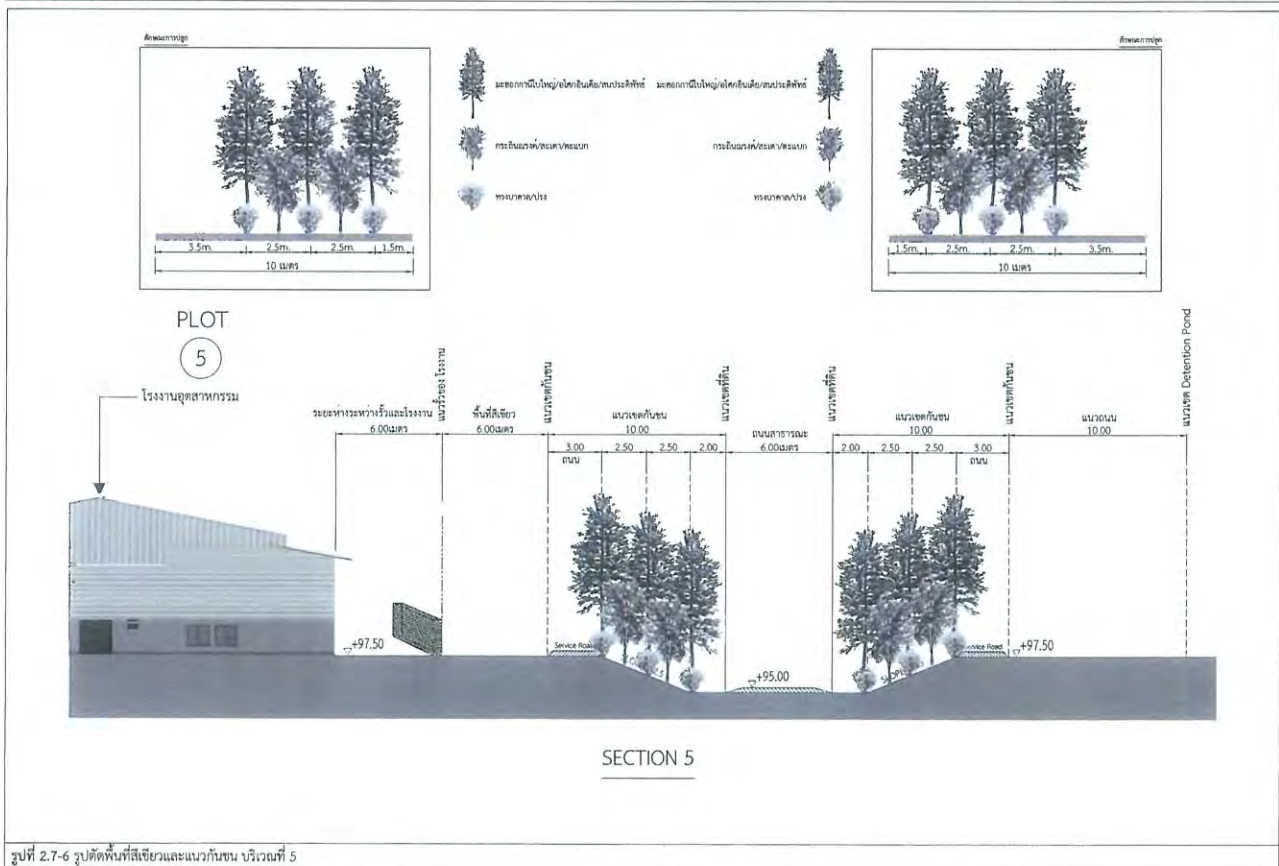 ลักษณะการปลูก
ลักษณะการปลูก
มะฮอกกานีใบใหญ่/อโศกอินเดีย/สนประดิพัทธ์
มะฮอกกานีใบใหญ่/อโศกอินเดีย/สนประดิพัทธ์
กระถินณรงค์/สะเดา/ตะแบก
กระถินณรงค์/สะเดา/ตะแบก
ทรงบาดาล/ปรง
ทรงบาดาล/ปรง
3.5m. 2.5m. 2.5m. 1.5m.
10 เมตร
1.5m. 2.5m. 2.5m. 3.5m.
10 เมตร
PLOT
5
โรงงานอุตสาหกรรม
ระยะห่างระหว่างรั้วและโรงงาน
6.00เมตร
แนวรั้วของ โรงงาน
พื้นที่สีเขียว
6.00เมตร
แนวเขตกันชน
แนวเขตกันชน
10.00
3.00 2.50 2.50 2.00
ถนน
แนวเขตที่ดิน
ถนนสาธารณะ
6.00เมตร
แนวเขตที่ดิน
แนวเขตกันชน
10.00
2.00 2.50 2.50 3.00
ถนน
แนวเขตกันชน
แนวถนน
10.00
แนวเขต Detention Pond
+97.50
Service Road
+95.00
SLOPE
Service Road
+97.50
SECTION 5
รูปที่ 2.7-6 รูปตัดพื้นที่สีเขียวและแนวกันชน บริเวณที่ 5